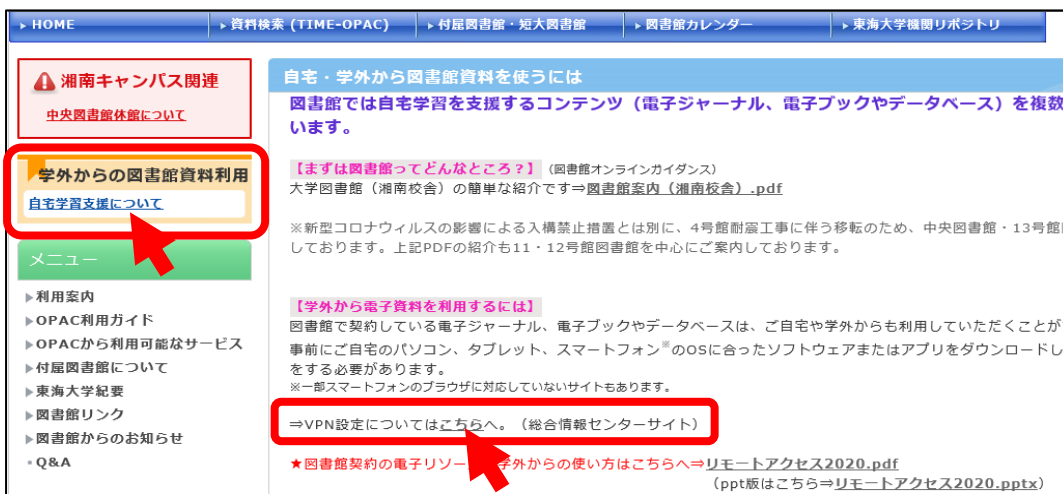 HOME
資料検索 (TIME-OPAC)
付属図書館・短大図書館
図書館カレンダー
東海大学機関リポジトリ
湘南キャンパス関連
中央図書館休館について
学外からの図書館資料利用
自宅学習支援について
メニュー
利用案内
OPAC利用ガイド
OPACから利用可能なサービス
付属図書館について
東海大学紀要
図書館リンク
図書館からのお知らせ
Q&A
自宅・学外から図書館資料を使うには
図書館では自宅学習を支援するコンテンツ(電子ジャーナル、電子ブックやデータベース)を複数
います。
【まずは図書館ってどんなところ?】(図書館オンラインガイダンス)
大学図書館(湘南校舎)の簡単な紹介です⇒図書館案内(湘南校舎).pdf
※新型コロナウィルスの影響による入構禁止措置とは別に、4号館耐震工事に伴う移転のため、中央図書館・13号館
しております。上記PDFの紹介も11・12号館図書館を中心にご案内しております。
【学外から電子資料を利用するには】
図書館で契約している電子ジャーナル、電子ブックやデータベースは、ご自宅や学外からも利用していただくことが
事前にご自宅のパソコン、タブレット、スマートフォン※のOSに合ったソフトウェアまたはアプリをダウンロードし
をする必要があります。
※一部スマートフォンのブラウザに対応していないサイトもあります。
⇒VPN設定についてはこちらへ。(総合情報センターサイト)
★図書館契約の電子リソー 学外からの使い方はこちらへ⇒リモートアクセス2020.pdf
(ppt版はこちら⇒リモートアクセス2020.pptx)